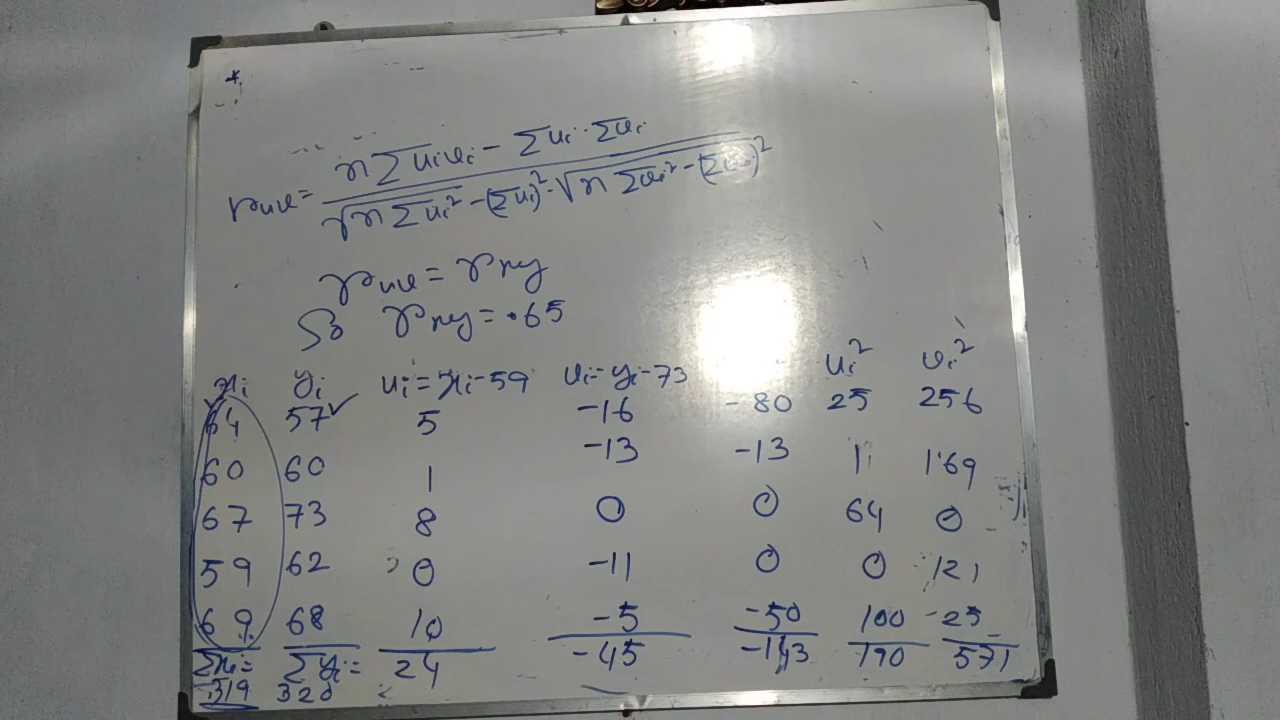 *
r_uv = (n Σ u_i v_i - Σ u_i · Σ v_i) / (√n Σ u_i² - (Σ u_i)² · √n Σ v_i² - (Σ v_i)²)
r_uv = r_xy
So r_xy = .65
x_i y_i u_i = x_i - 59 v_i = y_i - 73 u_i² v_i²
64 57 ✓ 5 -16 -80 25 256
60 60 1 -13 -13 1 169
67 73 8 0 0 64 0
59 62 0 -11 0 0 121
69 68 10 -5 -50 100 25
Σx_i = Σy_i = 24 -45 -143 190 571
319 320